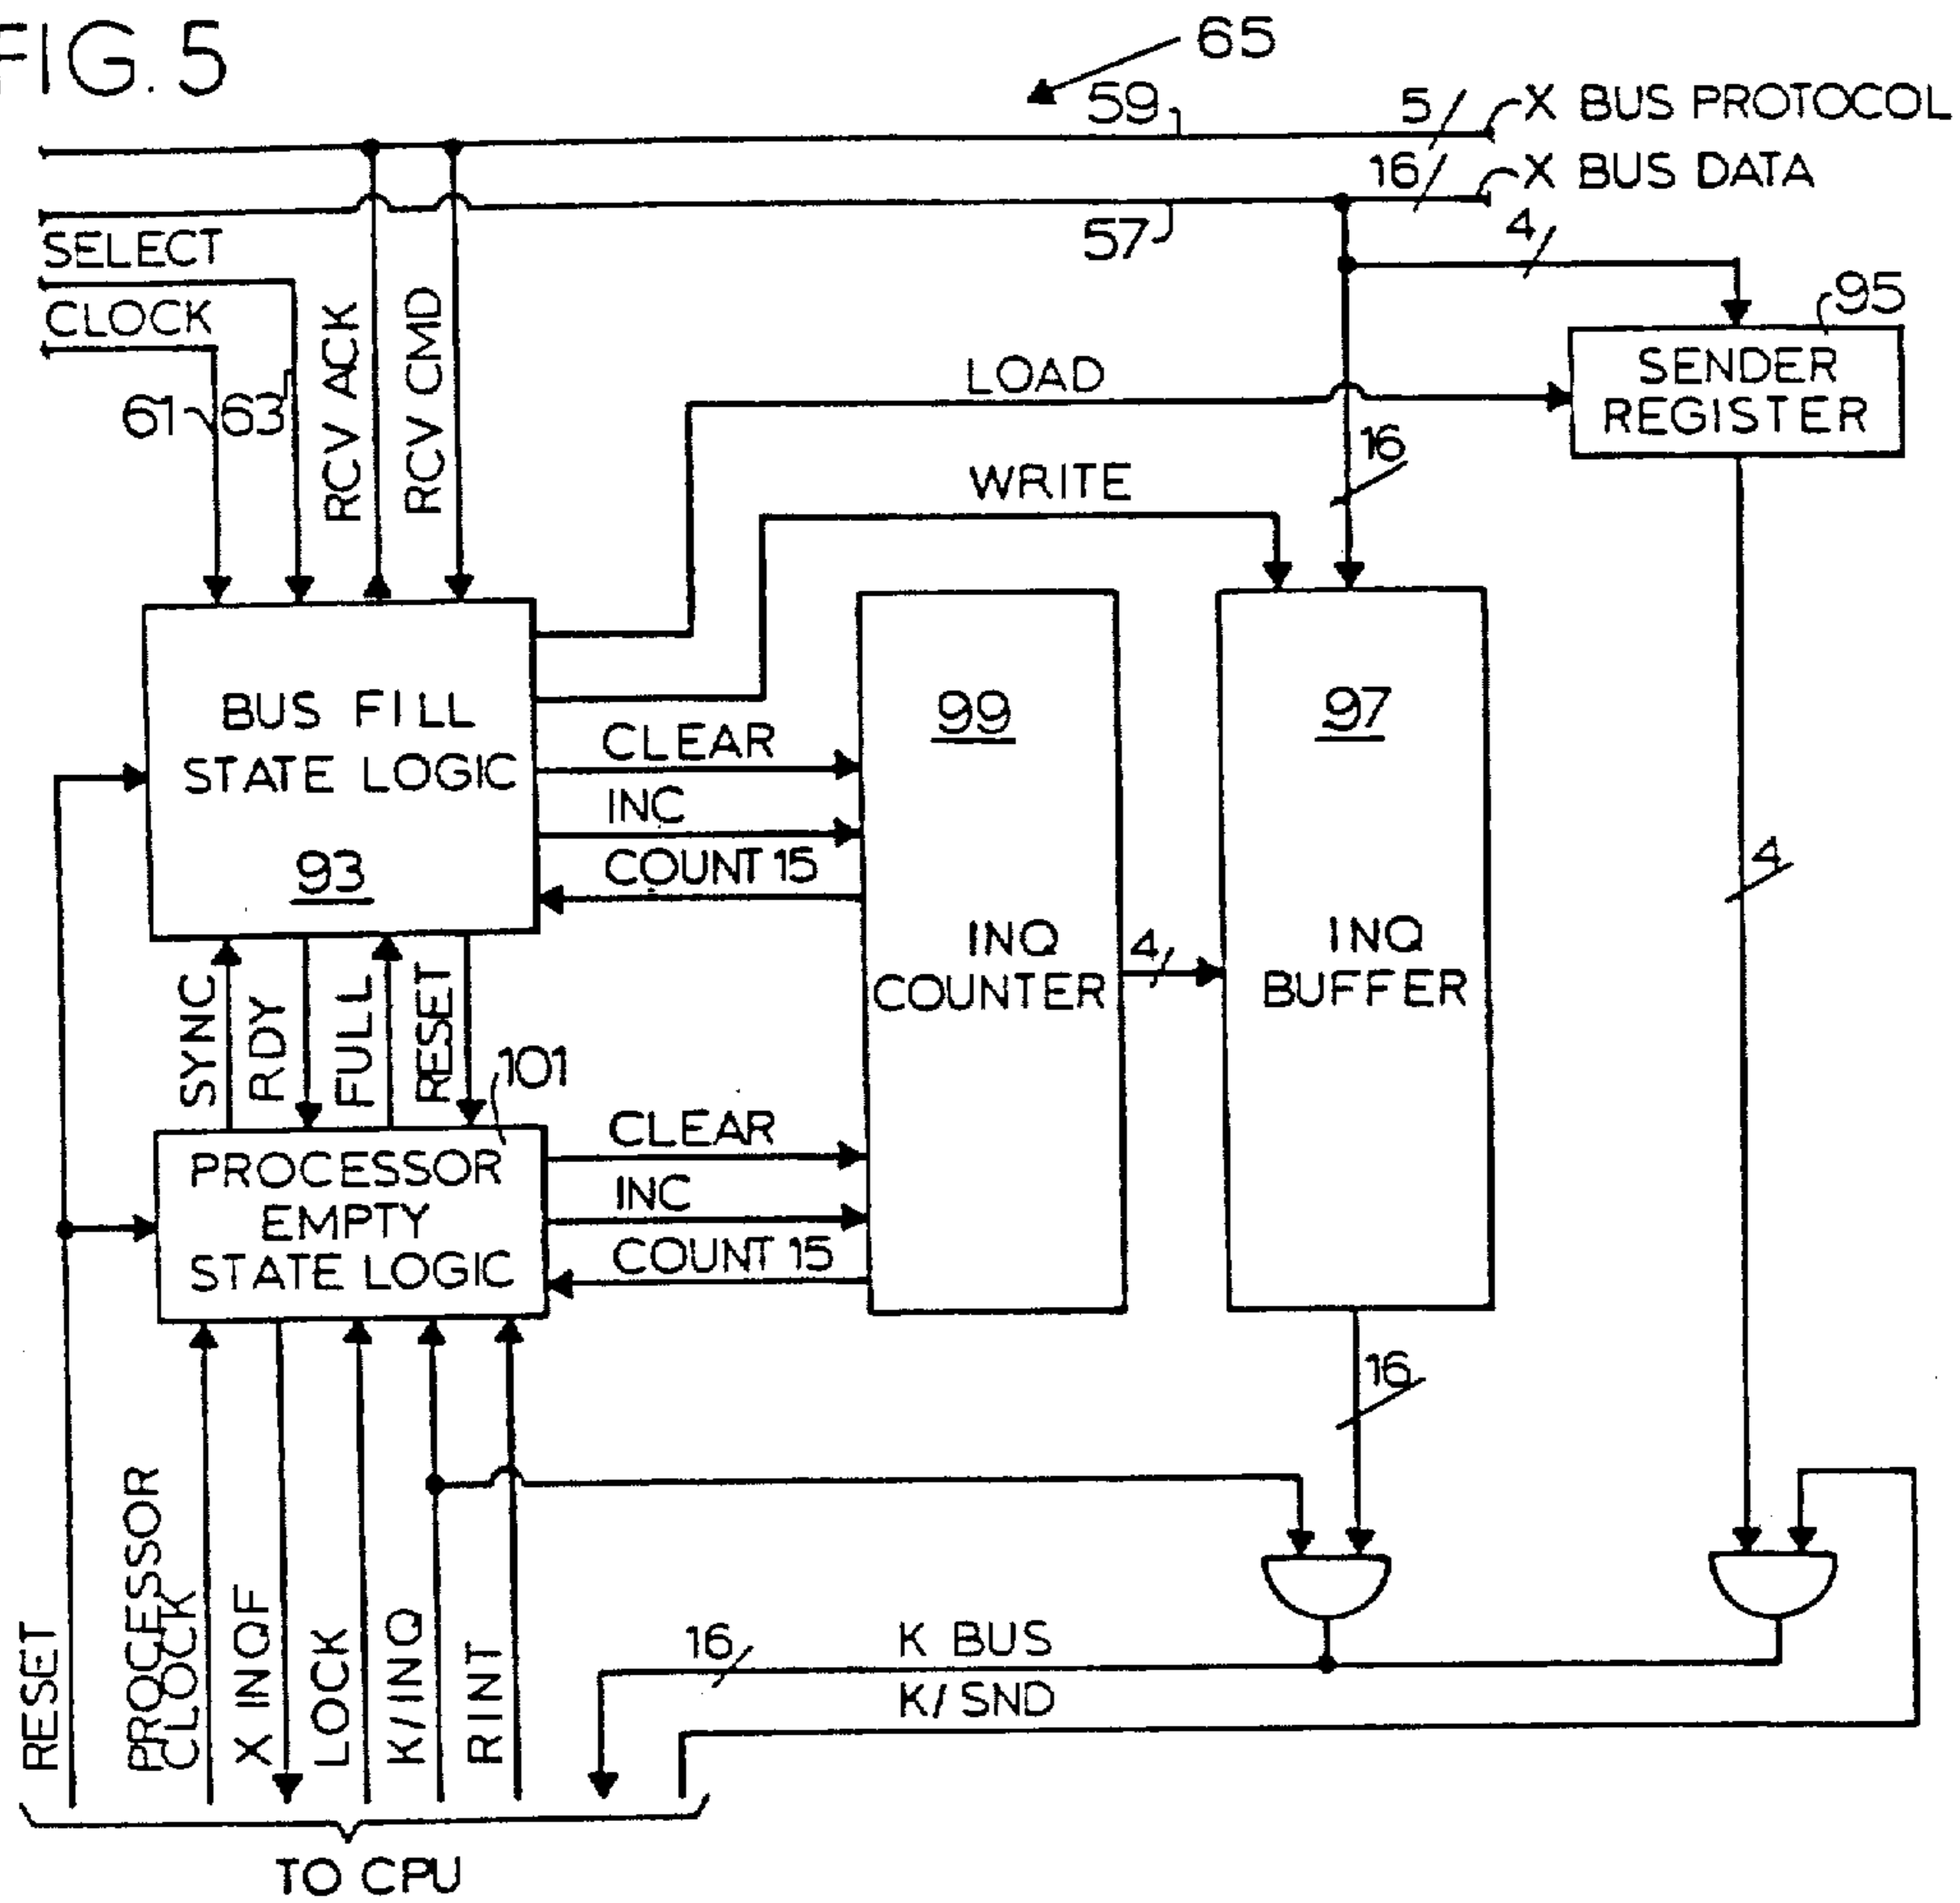 FIG. 5
65
59
5
X BUS PROTOCOL
16
X BUS DATA
57
4
SELECT
CLOCK
61
63
RCV ACK
RCV CMD
95
SENDER
REGISTER
LOAD
16
WRITE
BUS FILL
STATE LOGIC
93
CLEAR
INC
COUNT 15
99
INQ
COUNTER
4
97
INQ
BUFFER
4
SYNC
RDY
FULL
RESET
101
PROCESSOR
EMPTY
STATE LOGIC
CLEAR
INC
COUNT 15
16
RESET
PROCESSOR
CLOCK
X INQF
LOCK
K/INQ
RINT
16
K BUS
K/SND
TO CPU